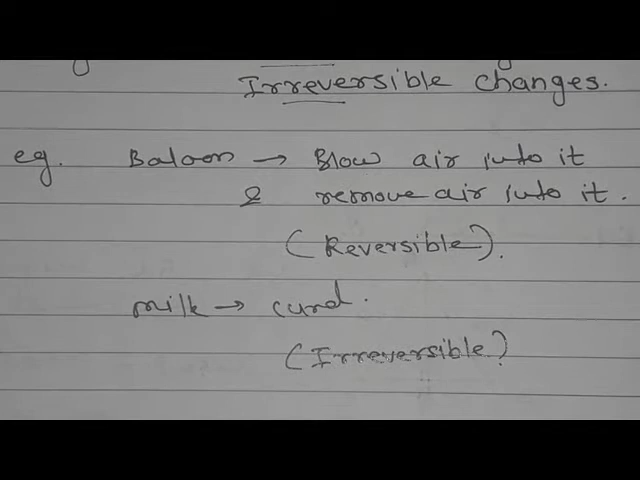 Irreversible changes.
eg. Baloon → Blow air into it
& remove air into it.
(Reversible).
milk → curd.
(Irreversible)